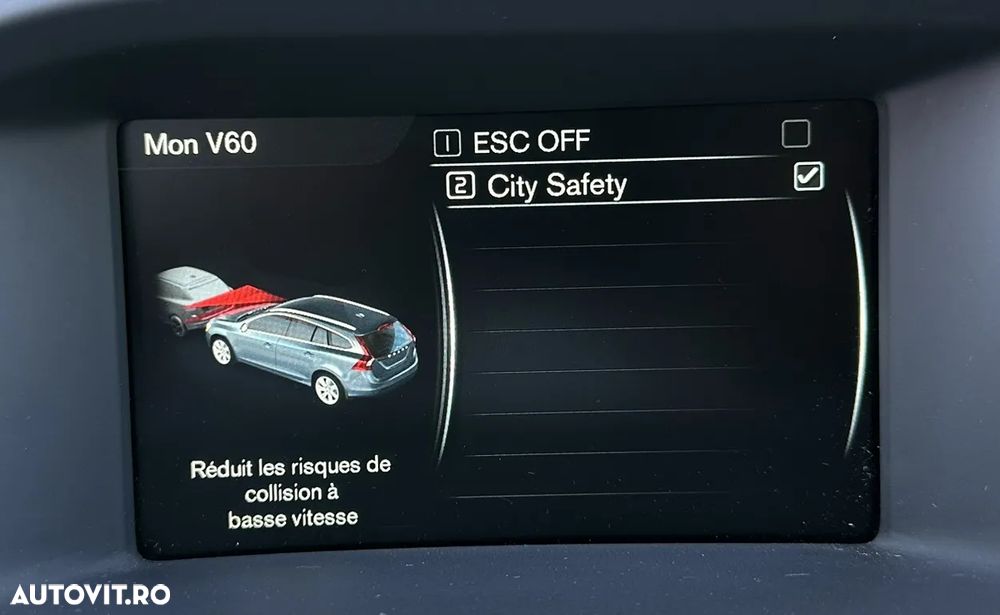 Mon V60
1 ESC OFF
2 City Safety
Réduit les risques de
collision à
basse vitesse
AUTOVIT.RO